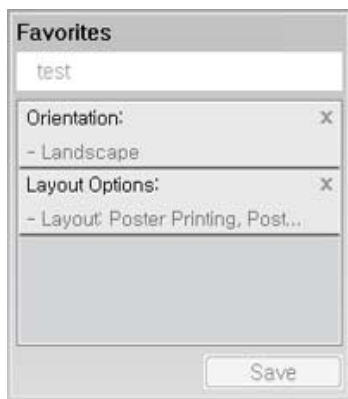 Favorites
test
Orientation: x
- Landscape
Layout Options: x
- Layout: Poster Printing, Post...
Save